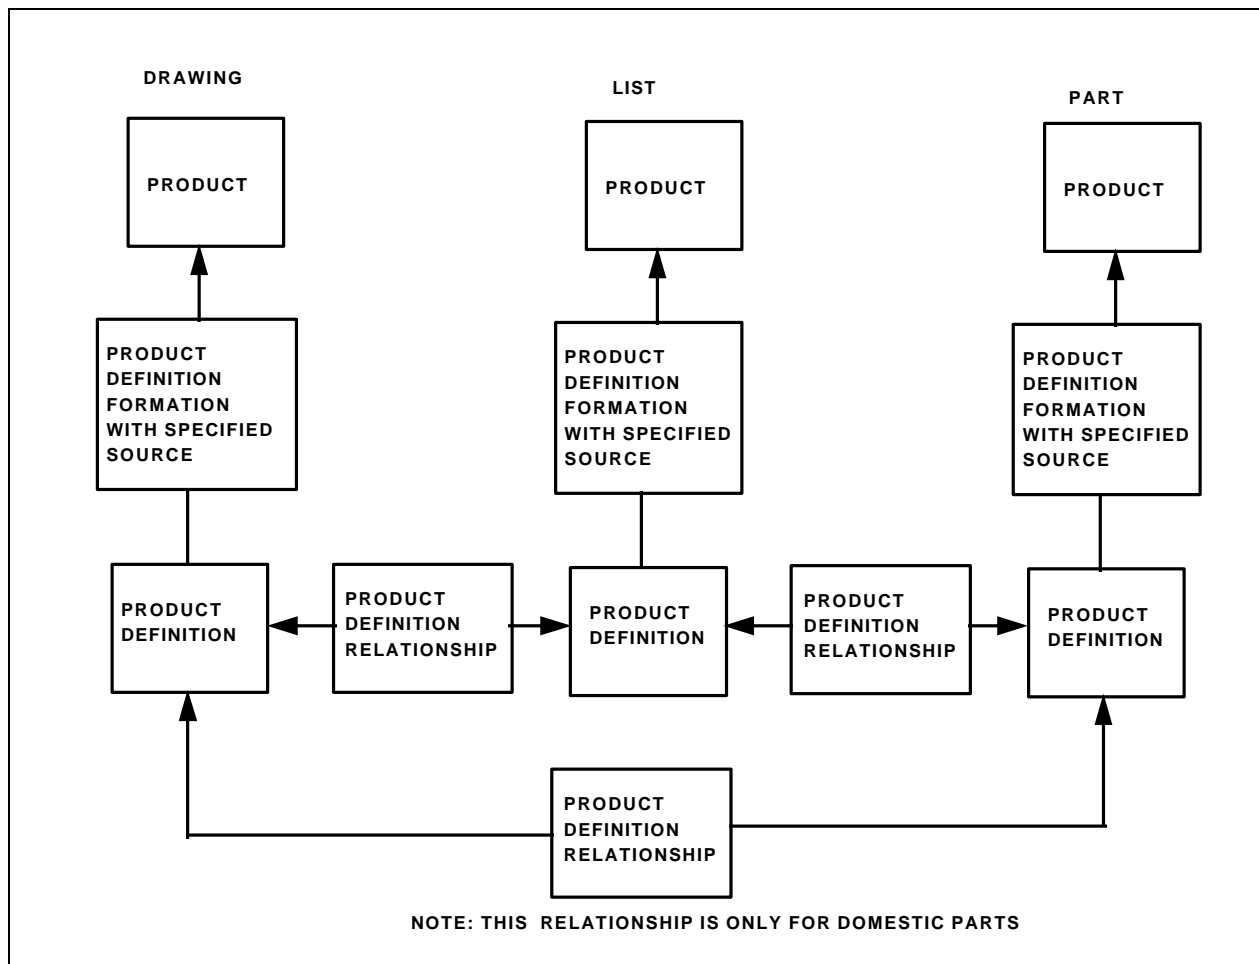 DRAWING
LIST
PART
PRODUCT
PRODUCT
PRODUCT
PRODUCT
DEFINITION
FORMATION
WITH SPECIFIED
SOURCE
PRODUCT
DEFINITION
FORMATION
WITH SPECIFIED
SOURCE
PRODUCT
DEFINITION
FORMATION
WITH SPECIFIED
SOURCE
PRODUCT
DEFINITION
PRODUCT
DEFINITION
RELATIONSHIP
PRODUCT
DEFINITION
PRODUCT
DEFINITION
RELATIONSHIP
PRODUCT
DEFINITION
PRODUCT
DEFINITION
RELATIONSHIP
NOTE: THIS RELATIONSHIP IS ONLY FOR DOMESTIC PARTS